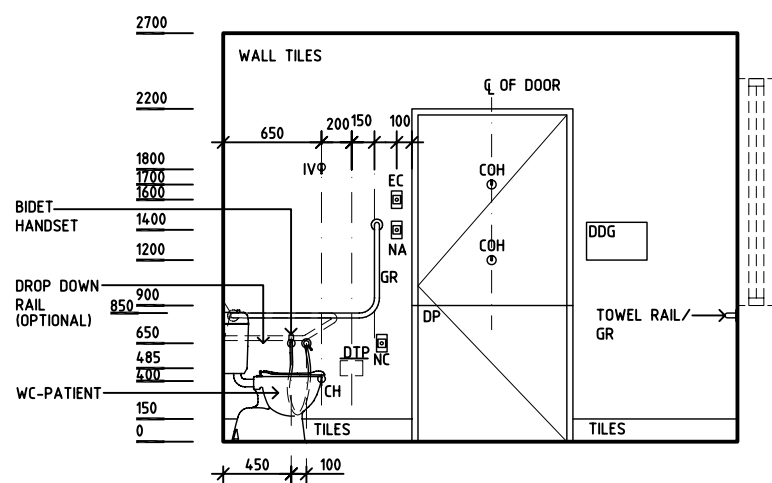 2700
WALL TILES
2200
℄ OF DOOR
650
200
150
100
1800
1700
1600
IV
EC
COH
BIDET
HANDSET
1400
NA
DDG
1200
COH
GR
DROP DOWN
RAIL
(OPTIONAL)
900
850
DP
TOWEL RAIL/
GR
650
DTP
NC
485
400
WC-PATIENT
CH
150
0
TILES
TILES
450
100